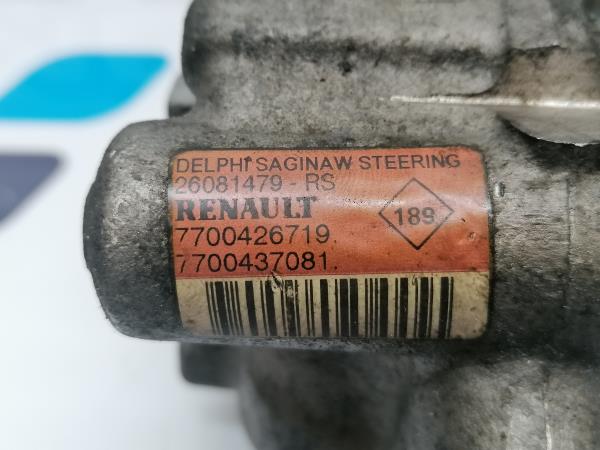 DELPHI SAGINAW STEERING
26081479 - RS
RENAULT
189
7700426719.
7700437081.